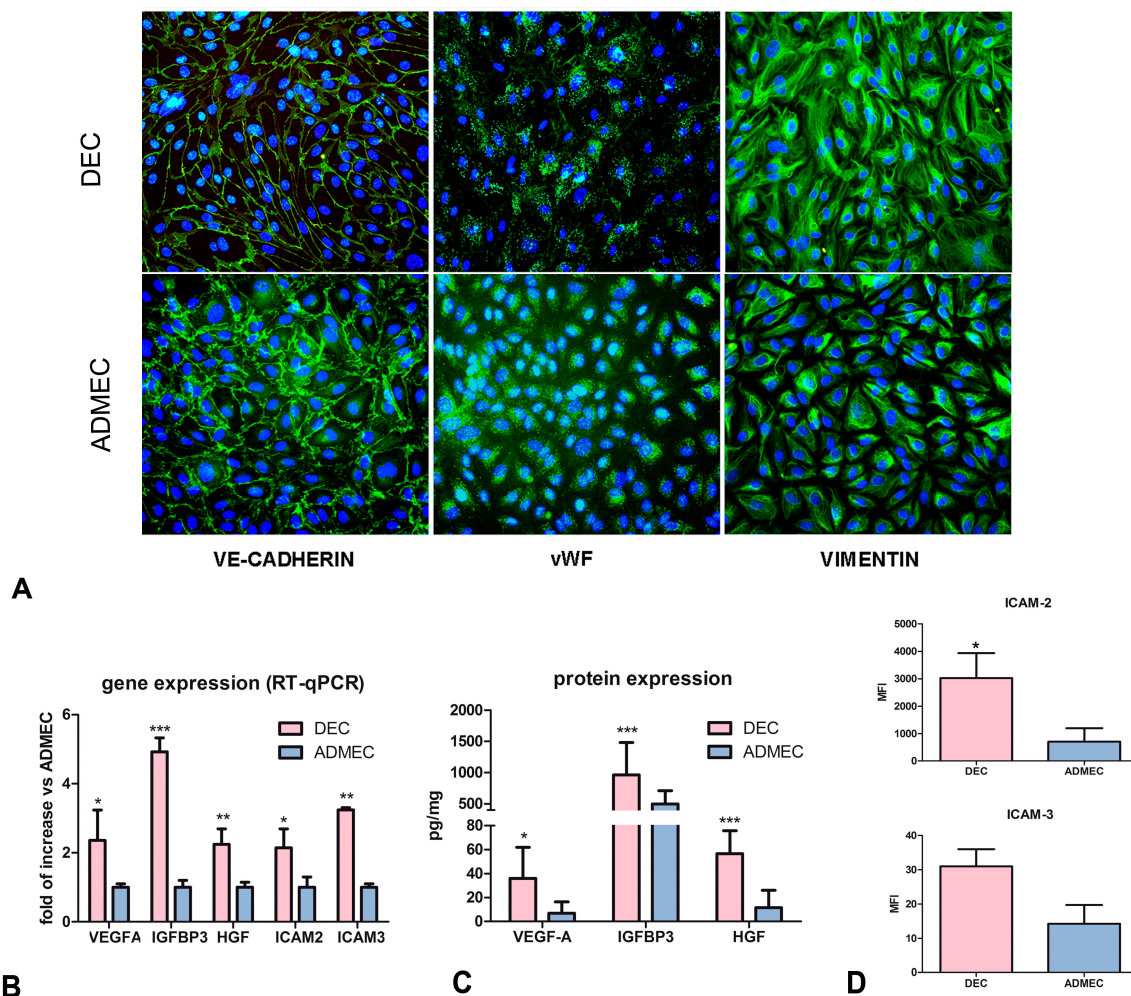 DEC
ADMEC
VE-CADHERIN
vWF
VIMENTIN
A
gene expression (RT-qPCR)
fold of increase vs ADMEC
6
4
2
0
*
***
**
*
**
DEC
ADMEC
VEGFA
IGFBP3
HGF
ICAM2
ICAM3
B
protein expression
pg/mg
2000
1500
1000
500
80
60
40
20
0
*
***
***
DEC
ADMEC
VEGF-A
IGFBP3
HGF
C
ICAM-2
MFI
5000
4000
3000
2000
1000
0
*
DEC
ADMEC
ICAM-3
MFI
40
30
20
10
0
DEC
ADMEC
D